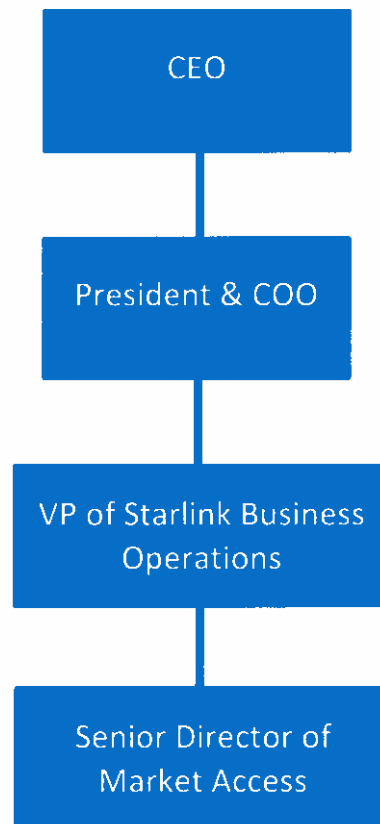 CEO
President & COO
VP of Starlink Business
Operations
Senior Director of
Market Access